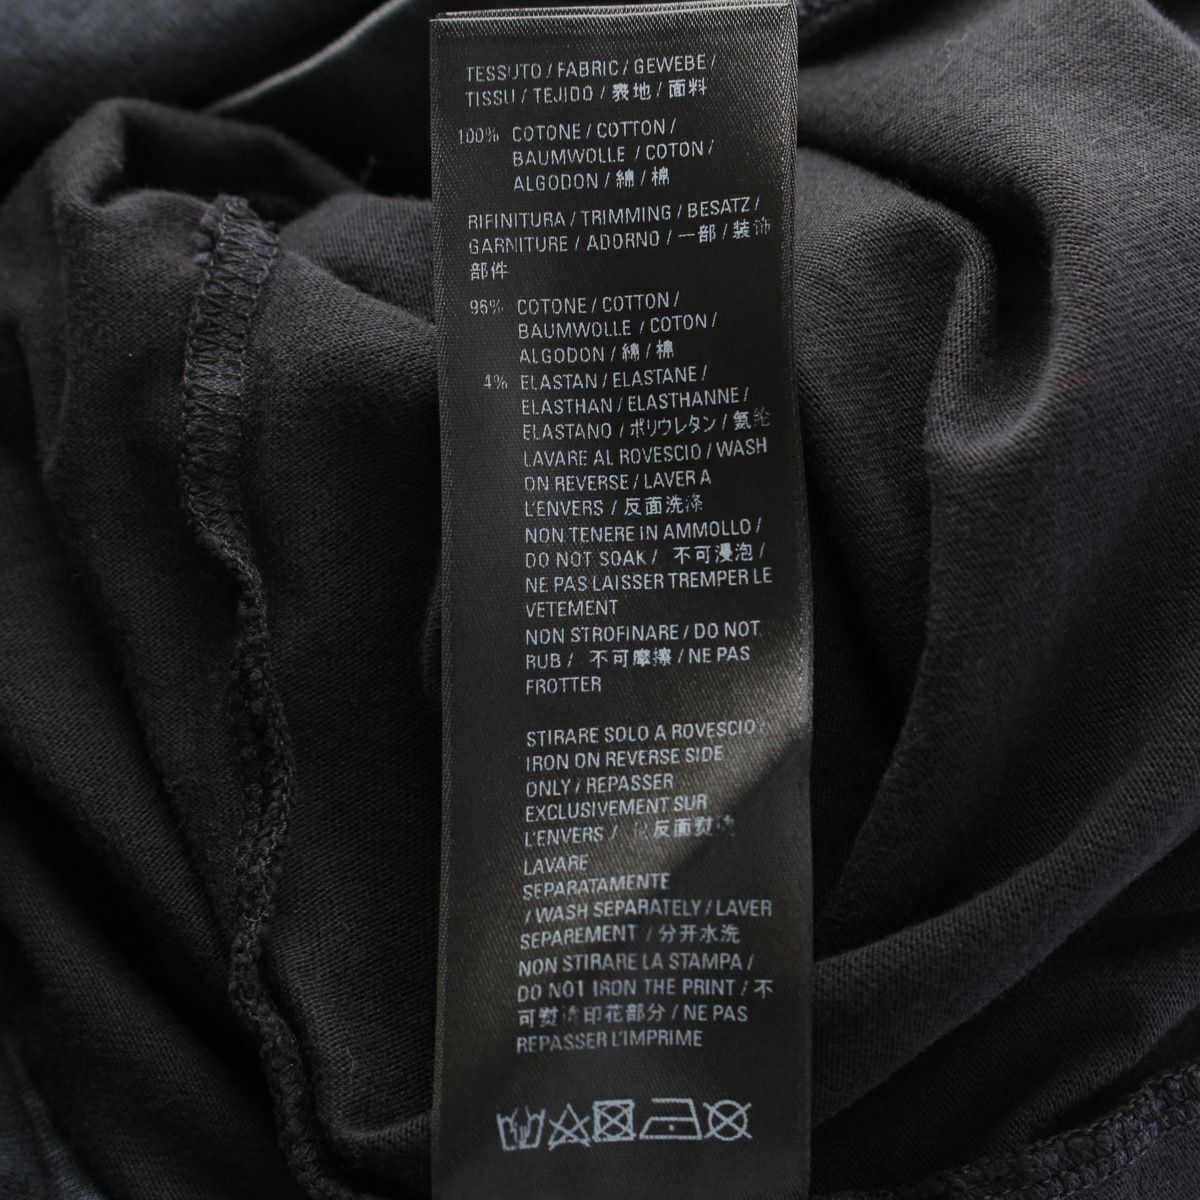 TESSUTO / FABRIC / GEWEBE /
TISSU / TEJIDO / 表地 / 面料
100% COTONE / COTTON /
BAUMWOLLE / COTON /
ALGODON / 綿 / 棉
RIFINITURA / TRIMMING / BESATZ /
GARNITURE / ADORNO / 一部 / 装饰
部件
96% COTONE / COTTON /
BAUMWOLLE / COTON /
ALGODON / 綿 / 棉
4% ELASTAN / ELASTANE /
ELASTHAN / ELASTHANNE /
ELASTANO / ポリウレタン / 氨纶
LAVARE AL ROVESCIO / WASH
ON REVERSE / LAVER A
L'ENVERS / 反面洗涤
NON TENERE IN AMMOLLO /
DO NOT SOAK / 不可浸泡 /
NE PAS LAISSER TREMPER LE
VETEMENT
NON STROFINARE / DO NOT
RUB / 不可摩擦 / NE PAS
FROTTER
STIRARE SOLO A ROVESCIO /
IRON ON REVERSE SIDE
ONLY / REPASSER
EXCLUSIVEMENT SUR
L'ENVERS / 反面熨
LAVARE
SEPARATAMENTE
/ WASH SEPARATELY / LAVER
SEPAREMENT / 分开水洗
NON STIRARE LA STAMPA /
DO NOT IRON THE PRINT / 不
可熨 印花部分 / NE PAS
REPASSER L'IMPRIME